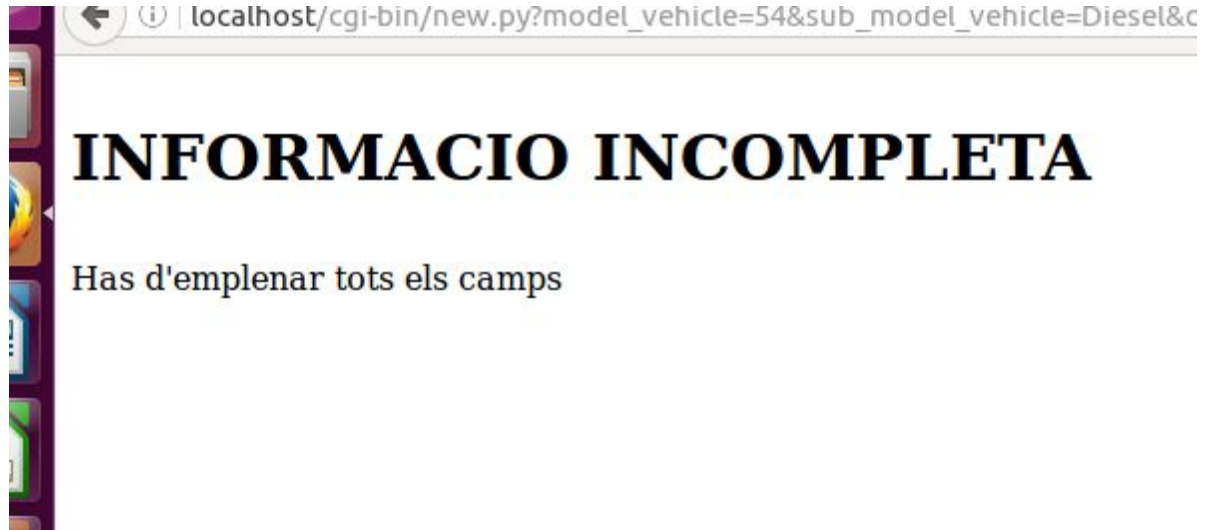 localhost/cgi-bin/new.py?model_vehicle=54&sub_model_vehicle=Diesel&c
INFORMACIO INCOMPLETA
Has d'emplenar tots els camps